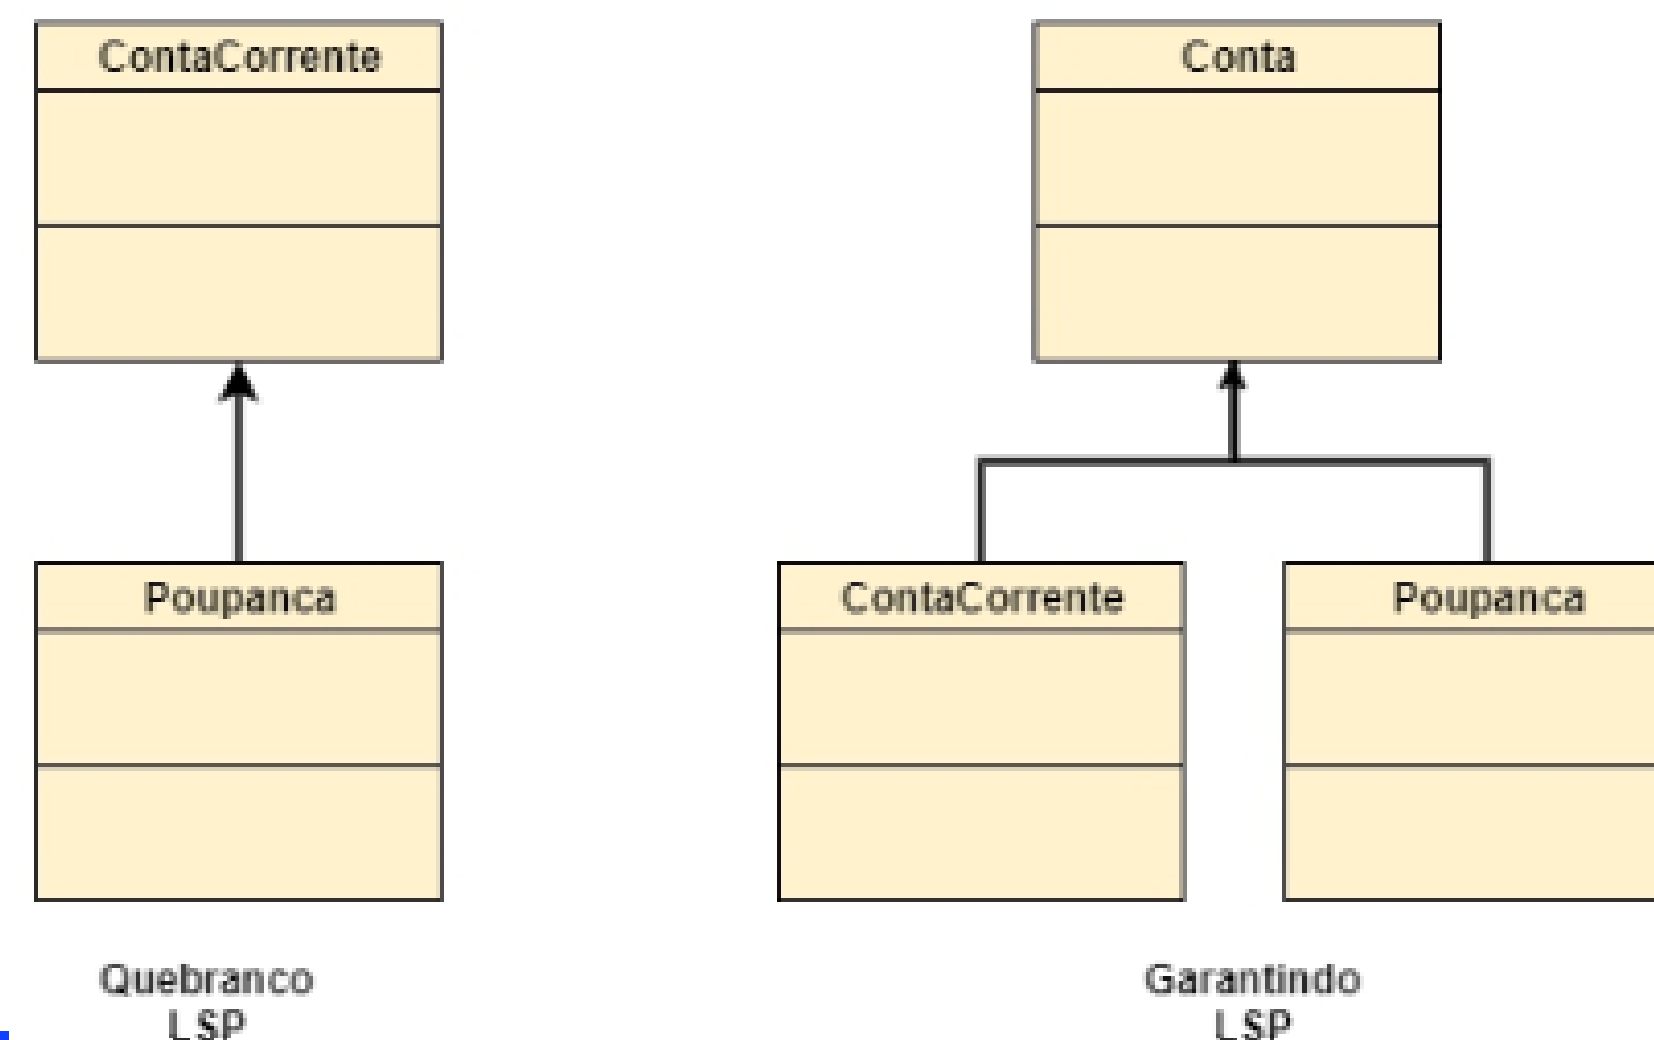 ContaCorrente
Poupanca
Quebranco
LSP
Conta
ContaCorrente
Poupanca
Garantindo
LSP